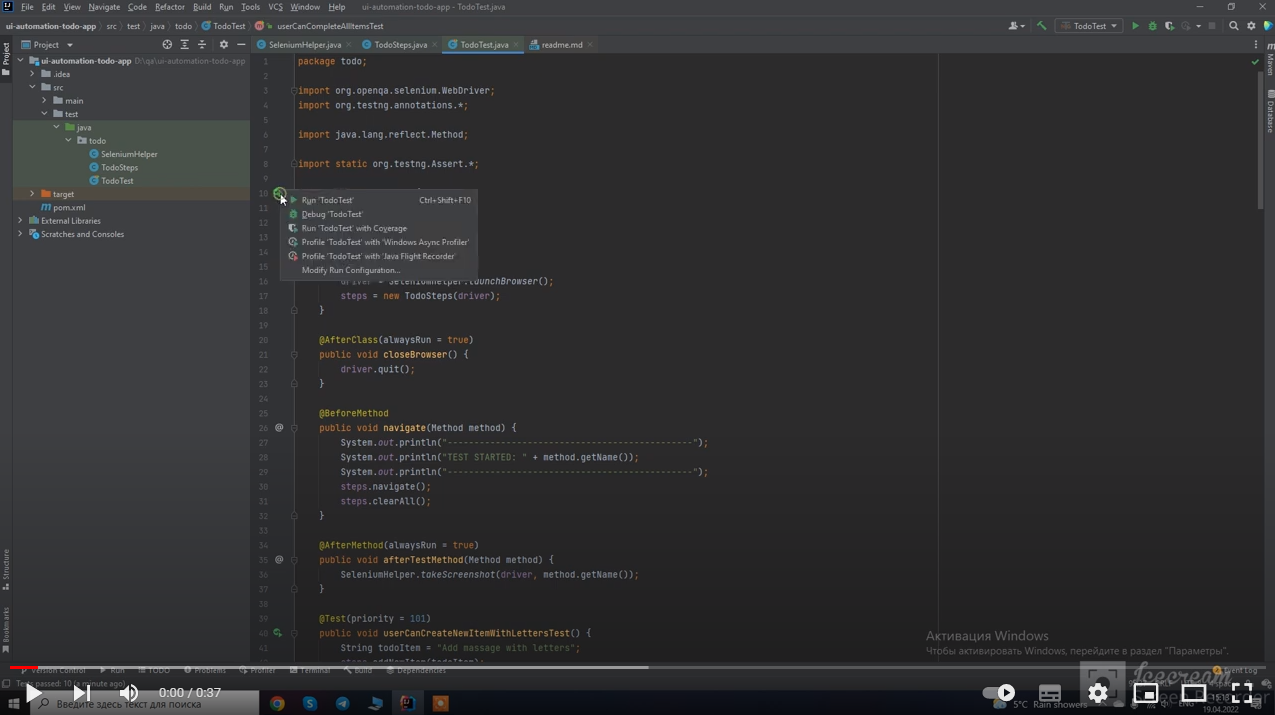 File Edit View Navigate Code Refactor Build Run Tools VCS Window Help ui-automation-todo-app - TodoTest.java
ui-automation-todo-app src test java todo TodoTest userCanCompleteAllItemsTest TodoTest
Project SeleniumHelper.java TodoSteps.java TodoTest.java readme.md
Project
Maven
Database
ui-automation-todo-app D:\qa\ui-automation-todo-app
.idea
src
main
test
java
todo
SeleniumHelper
TodoSteps
TodoTest
target
pom.xml
External Libraries
Scratches and Consoles
1 package todo;
2
3 import org.openqa.selenium.WebDriver;
4 import org.testng.annotations.*;
5
6 import java.lang.reflect.Method;
7
8 import static org.testng.Assert.*;
9
10
Run 'TodoTest' Ctrl+Shift+F10
11
Debug 'TodoTest'
12
Run 'TodoTest' with Coverage
13
Profile 'TodoTest' with 'Windows Async Profiler'
14
Profile 'TodoTest' with 'Java Flight Recorder'
15
Modify Run Configuration...
16 driver = SeleniumHelper.launchBrowser();
17 steps = new TodoSteps(driver);
18 }
19
20 @AfterClass(alwaysRun = true)
21 public void closeBrowser() {
22 driver.quit();
23 }
24
25 @BeforeMethod
26 @ public void navigate(Method method) {
27 System.out.println("----------------------------------------------");
28 System.out.println("TEST STARTED: " + method.getName());
29 System.out.println("----------------------------------------------");
30 steps.navigate();
31 steps.clearAll();
32 }
33
34 @AfterMethod(alwaysRun = true)
35 @ public void afterTestMethod(Method method) {
36 SeleniumHelper.takeScreenshot(driver, method.getName());
37 }
38
39 @Test(priority = 101)
40 public void userCanCreateNewItemWithLettersTest() {
41 String todoItem = "Add massage with letters";
42 steps.addNewItem(todoItem);
Structure
Bookmarks
Активация Windows
Чтобы активировать Windows, перейдите в раздел "Параметры".
Version Control Run TODO Problems Profiler Terminal Build Dependencies Event Log
Tests passed: 10 (a minute ago)
icecream
Screen Recorder
0:00 / 0:37
Введите здесь текст для поиска
5°C Rain showers
ENG
19.04.2022